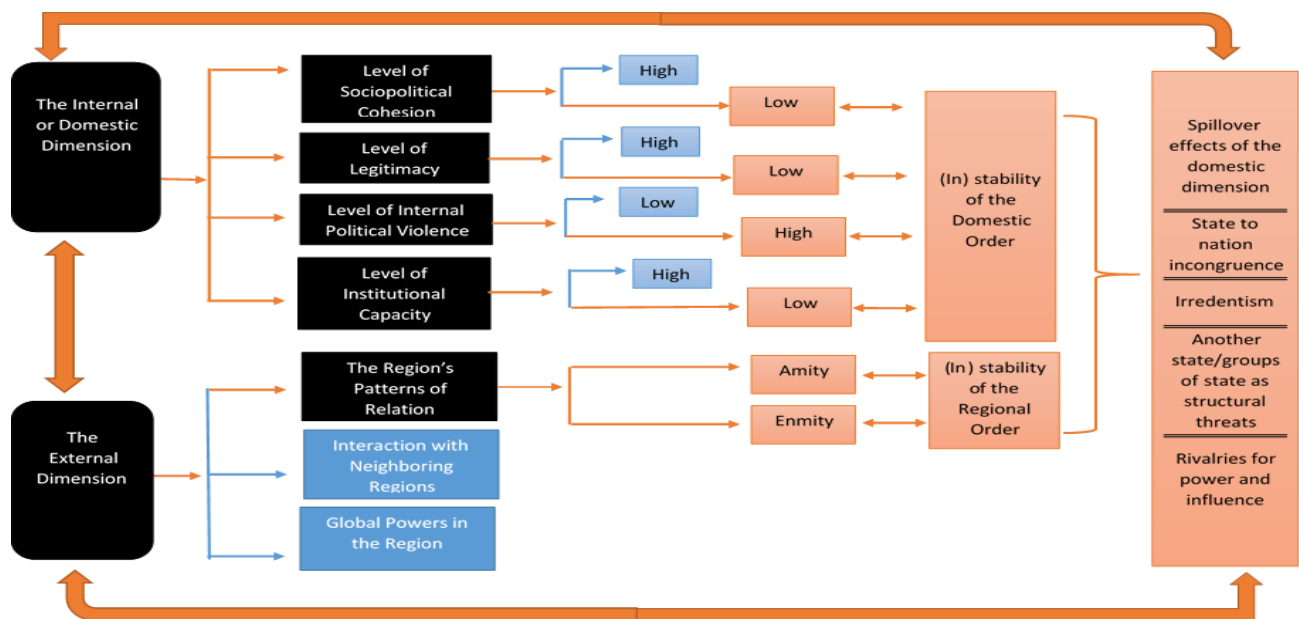 The Internal
or Domestic
Dimension
Level of
Sociopolitical
Cohesion
High
Low
Level of
Legitimacy
High
Low
Level of Internal
Political Violence
Low
High
Level of
Institutional
Capacity
High
Low
(In) stability
of the
Domestic
Order
The
External
Dimension
The Region’s
Patterns of
Relation
Amity
Enmity
(In) stability
of the
Regional
Order
Interaction with
Neighboring
Regions
Global Powers in
the Region
Spillover
effects of the
domestic
dimension
State to
nation
incongruence
Irredentism
Another
state/groups
of state as
structural
threats
Rivalries for
power and
influence